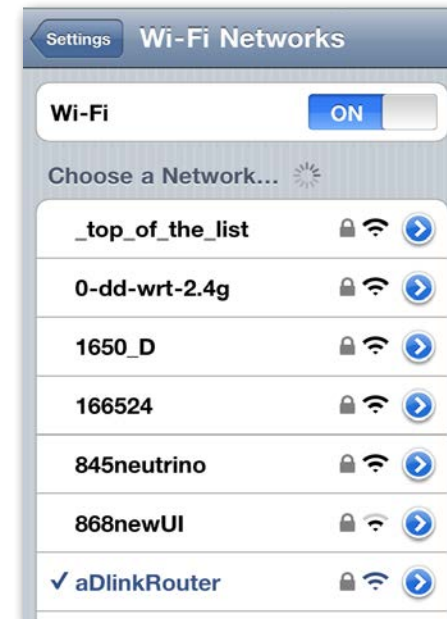 Settings
Wi-Fi Networks
Wi-Fi
ON
Choose a Network...
_top_of_the_list
0-dd-wrt-2.4g
1650_D
166524
845neutrino
868newUI
✓ aDlinkRouter